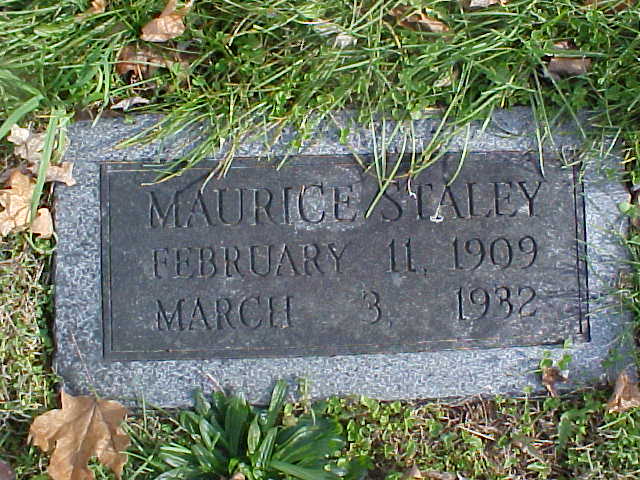 MAURICE STALEY
FEBRUARY 11, 1909
MARCH 3, 1932